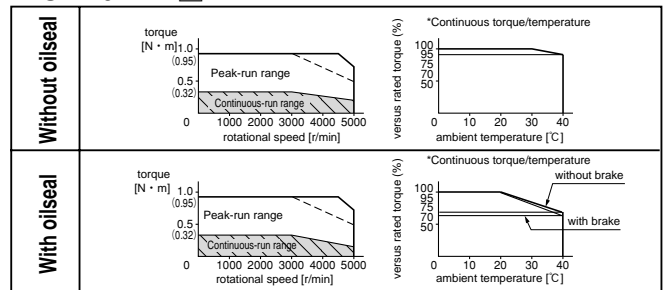 Without oilseal
torque
[N・m]
1.0
(0.95)
0.5
(0.32)
Peak-run range
Continuous-run range
0 1000 2000 3000 4000 5000
rotational speed [r/min]
*Continuous torque/temperature
versus rated torque (%)
100
95
75
70
50
0 10 20 30 40
ambient temperature [℃]
With oilseal
torque
[N・m]
1.0
(0.95)
0.5
(0.32)
Peak-run range
Continuous-run range
0 1000 2000 3000 4000 5000
rotational speed [r/min]
*Continuous torque/temperature
without brake
versus rated torque (%)
100
95
75
70
50
with brake
0 10 20 30 40
ambient temperature [℃]